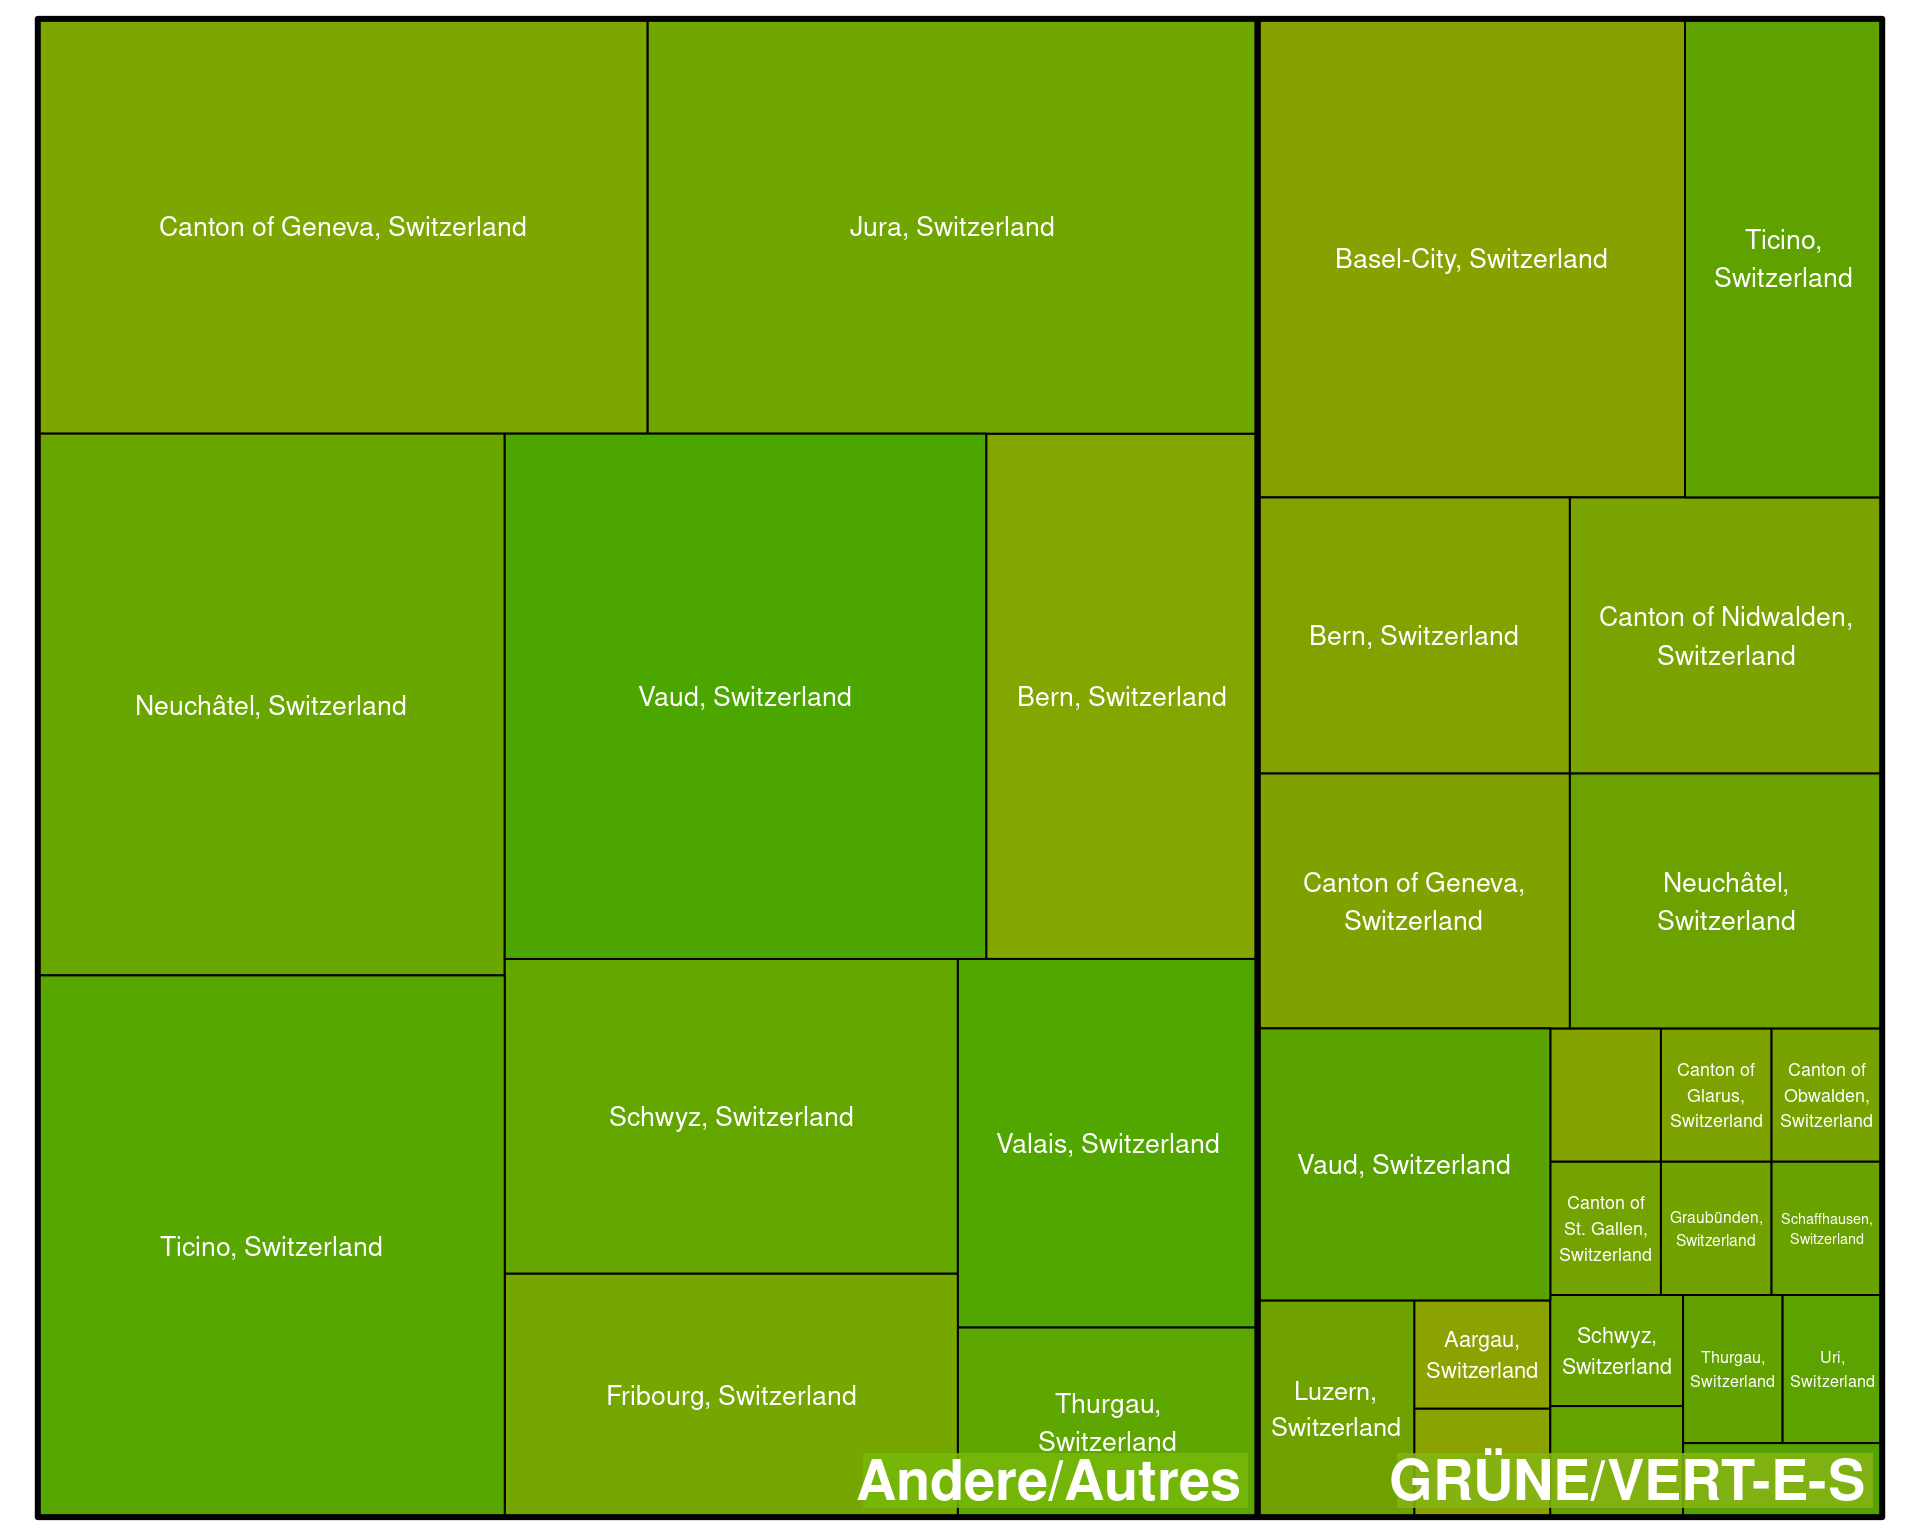 Canton of Geneva, Switzerland
Jura, Switzerland
Neuchâtel, Switzerland
Vaud, Switzerland
Bern, Switzerland
Ticino, Switzerland
Schwyz, Switzerland
Valais, Switzerland
Fribourg, Switzerland
Thurgau,
Switzerland
Andere/Autres
Basel-City, Switzerland
Ticino,
Switzerland
Bern, Switzerland
Canton of Nidwalden,
Switzerland
Canton of Geneva,
Switzerland
Neuchâtel,
Switzerland
Vaud, Switzerland
Canton of
Glarus,
Switzerland
Canton of
Obwalden,
Switzerland
Canton of
St. Gallen,
Switzerland
Graubünden,
Switzerland
Schaffhausen,
Switzerland
Luzern,
Switzerland
Aargau,
Switzerland
Schwyz,
Switzerland
Thurgau,
Switzerland
Uri,
Switzerland
GRÜNE/VERT-E-S